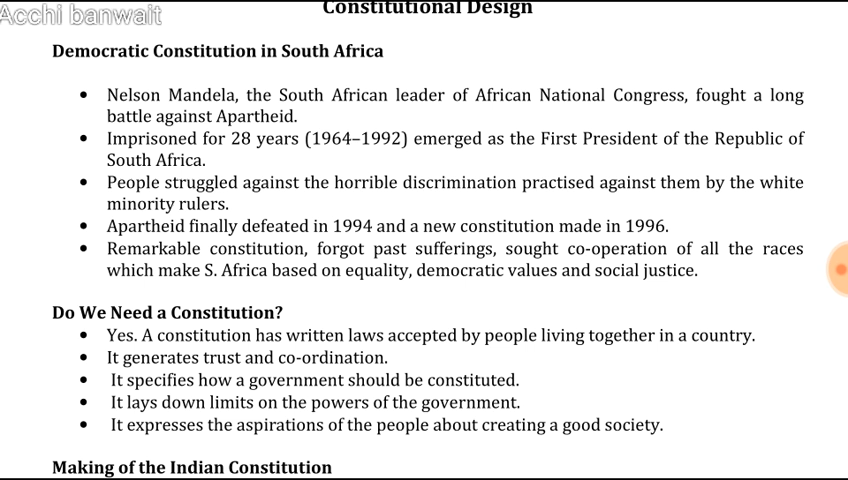 Constitutional Design
Acchi banwait
Democratic Constitution in South Africa
• Nelson Mandela, the South African leader of African National Congress, fought a long
battle against Apartheid.
• Imprisoned for 28 years (1964–1992) emerged as the First President of the Republic of
South Africa.
• People struggled against the horrible discrimination practised against them by the white
minority rulers.
• Apartheid finally defeated in 1994 and a new constitution made in 1996.
• Remarkable constitution, forgot past sufferings, sought co-operation of all the races
which make S. Africa based on equality, democratic values and social justice.
Do We Need a Constitution?
• Yes. A constitution has written laws accepted by people living together in a country.
• It generates trust and co-ordination.
• It specifies how a government should be constituted.
• It lays down limits on the powers of the government.
• It expresses the aspirations of the people about creating a good society.
Making of the Indian Constitution